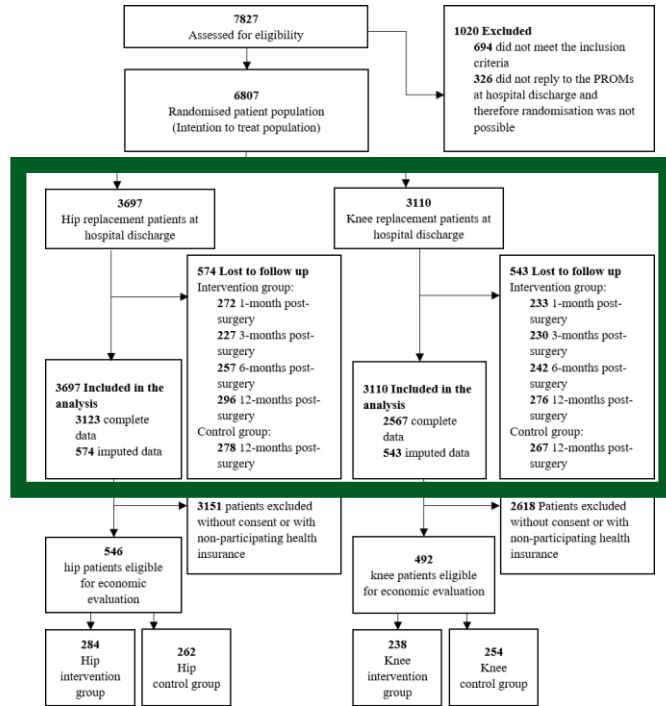 7827
Assessed for eligibility
1020 Excluded
694 did not meet the inclusion
criteria
326 did not reply to the PROMs
at hospital discharge and
therefore randomisation was not
possible
6807
Randomised patient population
(Intention to treat population)
3697
Hip replacement patients at
hospital discharge
3110
Knee replacement patients at
hospital discharge
574 Lost to follow up
Intervention group:
272 1-month post-
surgery
227 3-months post-
surgery
257 6-months post-
surgery
296 12-months post-
surgery
Control group:
278 12-months post-
surgery
543 Lost to follow up
Intervention group:
233 1-month post-
surgery
230 3-months post-
surgery
242 6-months post-
surgery
276 12-months post-
surgery
Control group:
267 12-months post-
surgery
3697 Included in the
analysis
3123 complete
data
574 imputed data
3110 Included in the
analysis
2567 complete
data
543 imputed data
3151 patients excluded
without consent or with
non-participating health
insurance
2618 Patients excluded
without consent or with
non-participating health
insurance
546
hip patients eligible
for economic
evaluation
492
knee patients eligible
for economic evaluation
284
Hip
intervention
group
262
Hip
control group
238
Knee
intervention
group
254
Knee
control group